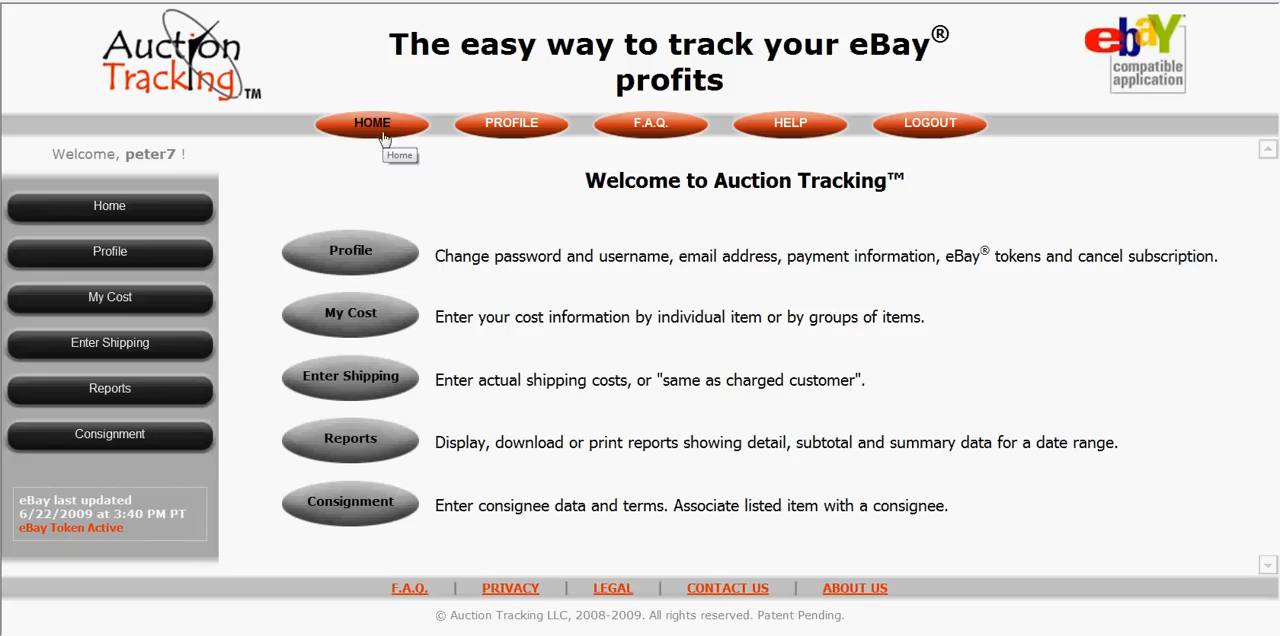 Auction
Tracking™
The easy way to track your eBay®
profits
ebay
compatible
application
HOME
PROFILE
F.A.Q.
HELP
LOGOUT
Home
Welcome, peter7 !
Welcome to Auction Tracking™
Home
Profile
My Cost
Enter Shipping
Reports
Consignment
Profile
Change password and username, email address, payment information, eBay® tokens and cancel subscription.
My Cost
Enter your cost information by individual item or by groups of items.
Enter Shipping
Enter actual shipping costs, or "same as charged customer".
Reports
Display, download or print reports showing detail, subtotal and summary data for a date range.
Consignment
Enter consignee data and terms. Associate listed item with a consignee.
eBay last updated
6/22/2009 at 3:40 PM PT
eBay Token Active
F.A.Q. | PRIVACY | LEGAL | CONTACT US | ABOUT US
© Auction Tracking LLC, 2008-2009. All rights reserved. Patent Pending.